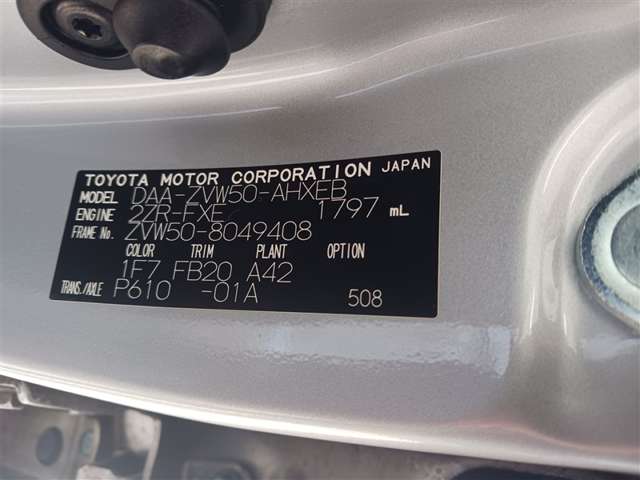 TOYOTA MOTOR CORPORATION JAPAN
MODEL DAA-ZVW50-AHXEB
ENGINE 2ZR-FXE 1797 mL
FRAME No. ZVW50-8049408
COLOR TRIM PLANT OPTION
1F7 FB20 A42
TRANS./AXLE P610 -01A 508